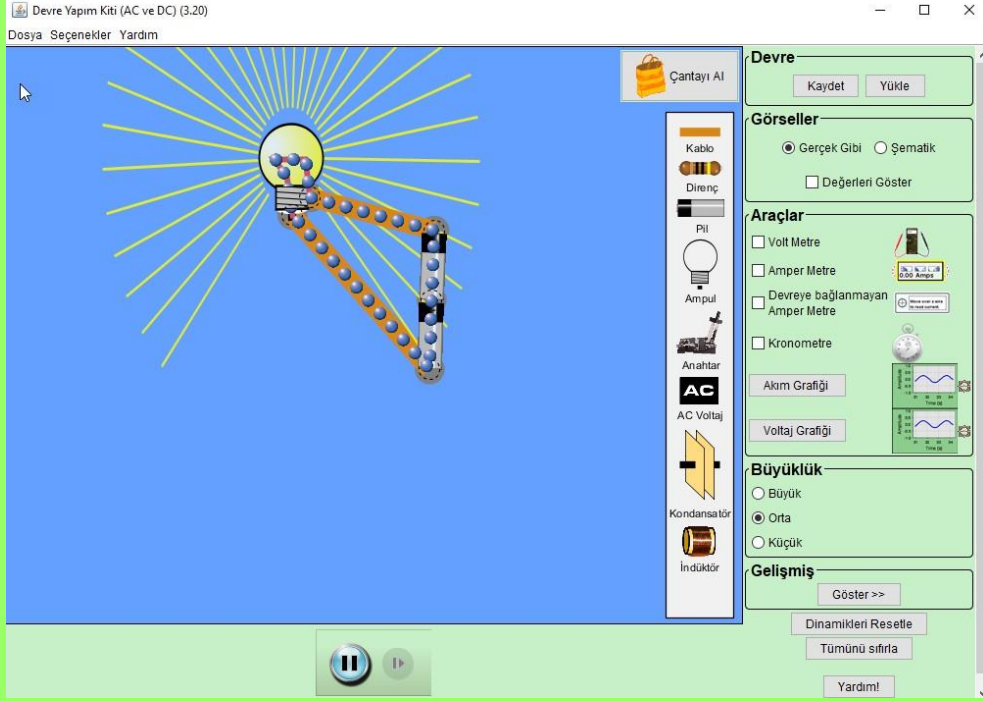 Devre Yapım Kiti (AC ve DC) (3.20)
Dosya Seçenekler Yardım
Çantayı Al
Kablo
Direnç
Pil
Ampul
Anahtar
AC
AC Voltaj
Kondansatör
İndüktör
Devre
Kaydet Yükle
Görseller
Gerçek Gibi Şematik
Değerleri Göster
Araçlar
Volt Metre
Amper Metre
0.00 Amps
Devreye bağlanmayan
Amper Metre
Kronometre
Akım Grafiği
Voltaj Grafiği
Büyüklük
Büyük
Orta
Küçük
Gelişmiş
Göster >>
Dinamikleri Resetle
Tümünü sıfırla
Yardım!